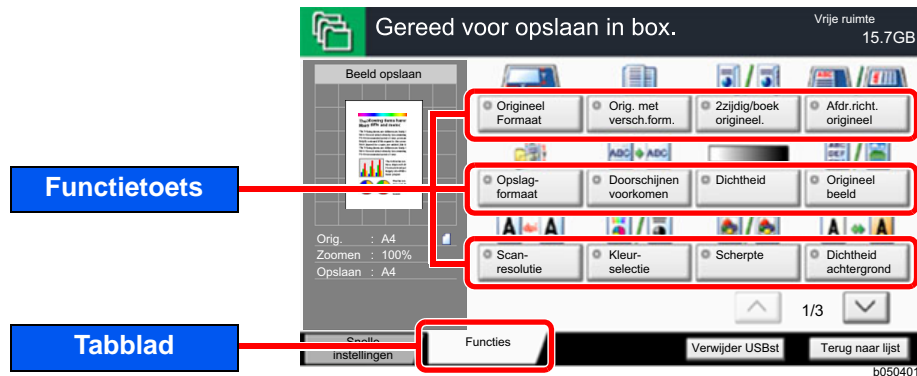 Gereed voor opslaan in box.
Vrije ruimte
15.7GB
Beeld opslaan
Origineel
Formaat
Orig. met
versch.form.
2zijdig/boek
origineel.
Afdr.richt.
origineel
ABC ABC
Functietoets
Opslag-
formaat
Doorschijnen
voorkomen
Dichtheid
Origineel
beeld
A A
A A
Orig. : A4
Zoomen : 100%
Opslaan : A4
Scan-
resolutie
Kleur-
selectie
Scherpte
Dichtheid
achtergrond
1/3
Tabblad
Snelle
instellingen
Functies
Verwijder USBst
Terug naar lijst
b050401